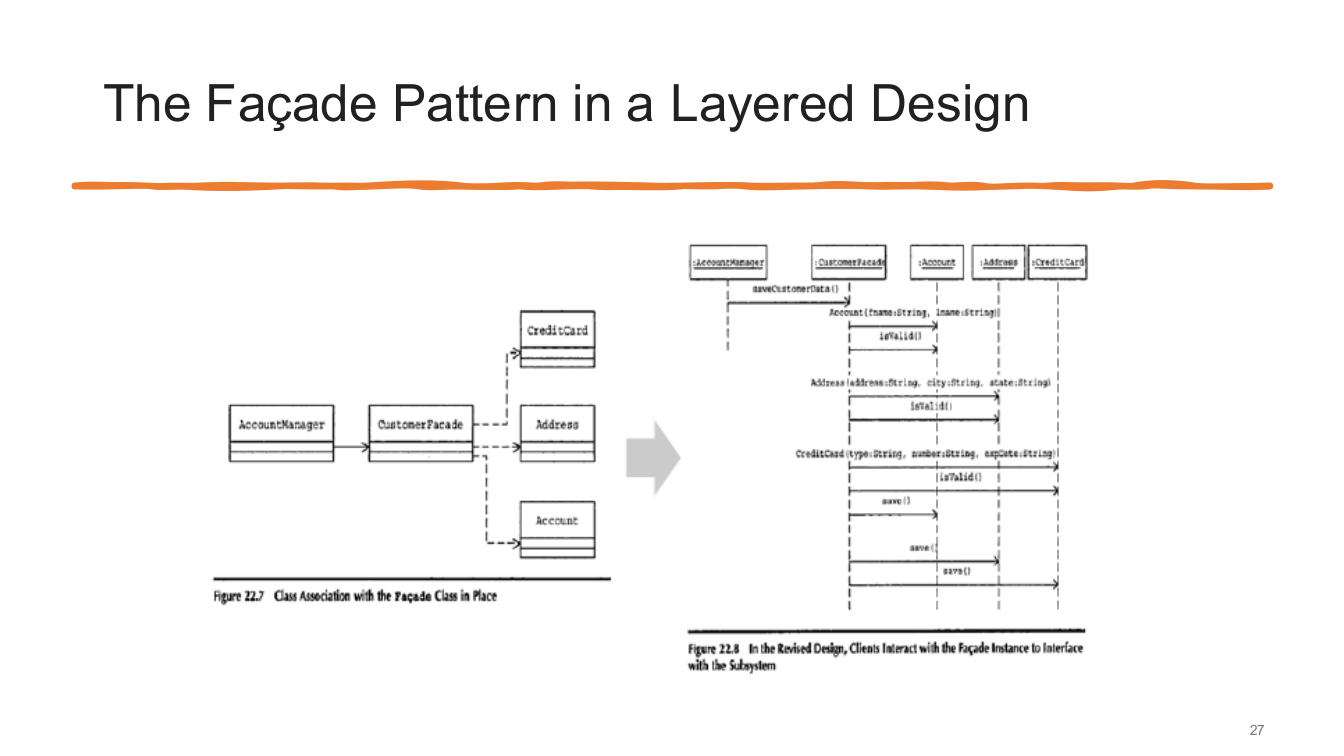 The Façade Pattern in a Layered Design
CreditCard
AccountManager
CustomerFacade
Address
Account
Figure 22.7 Class Association with the Façade Class in Place
:AccountManager
:CustomerFacade
:Account
:Address
:CreditCard
saveCustomerData()
Account(fname:String, lname:String)
isValid()
Address(address:String, city:String, state:String)
isValid()
CreditCard(type:String, number:String, expDate:String)
isValid()
save()
save()
save()
Figure 22.8 In the Revised Design, Clients Interact with the Façade Instance to Interface
with the Subsystem
27